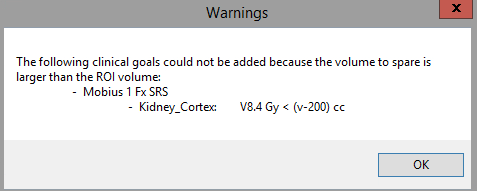 Warnings
x
The following clinical goals could not be added because the volume to spare is
larger than the ROI volume:
- Mobius 1 Fx SRS
- Kidney_Cortex: V8.4 Gy < (v-200) cc
OK